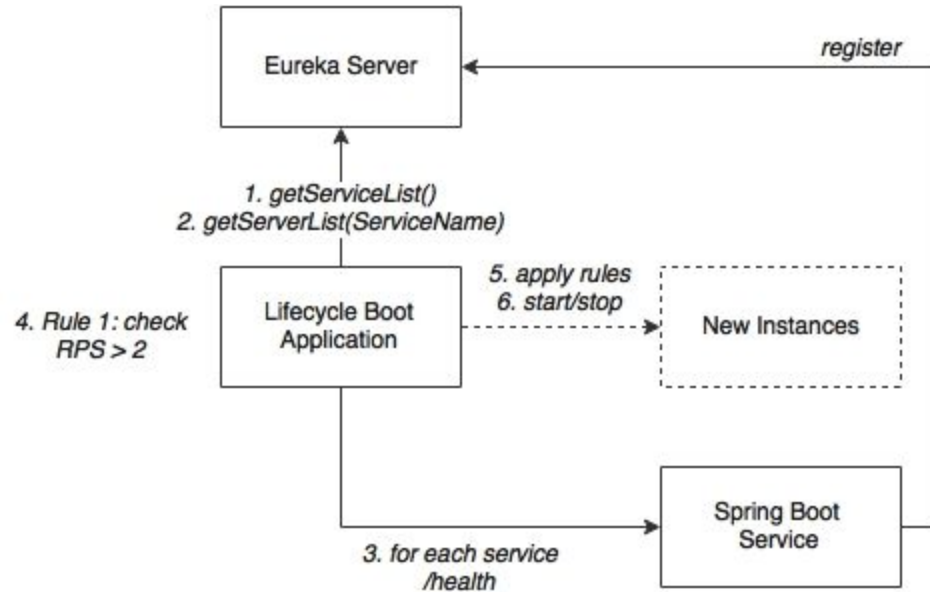 Eureka Server
register
1. getServiceList()
2. getServerList(ServiceName)
4. Rule 1: check
RPS > 2
Lifecycle Boot
Application
5. apply rules
6. start/stop
New Instances
3. for each service
/health
Spring Boot
Service